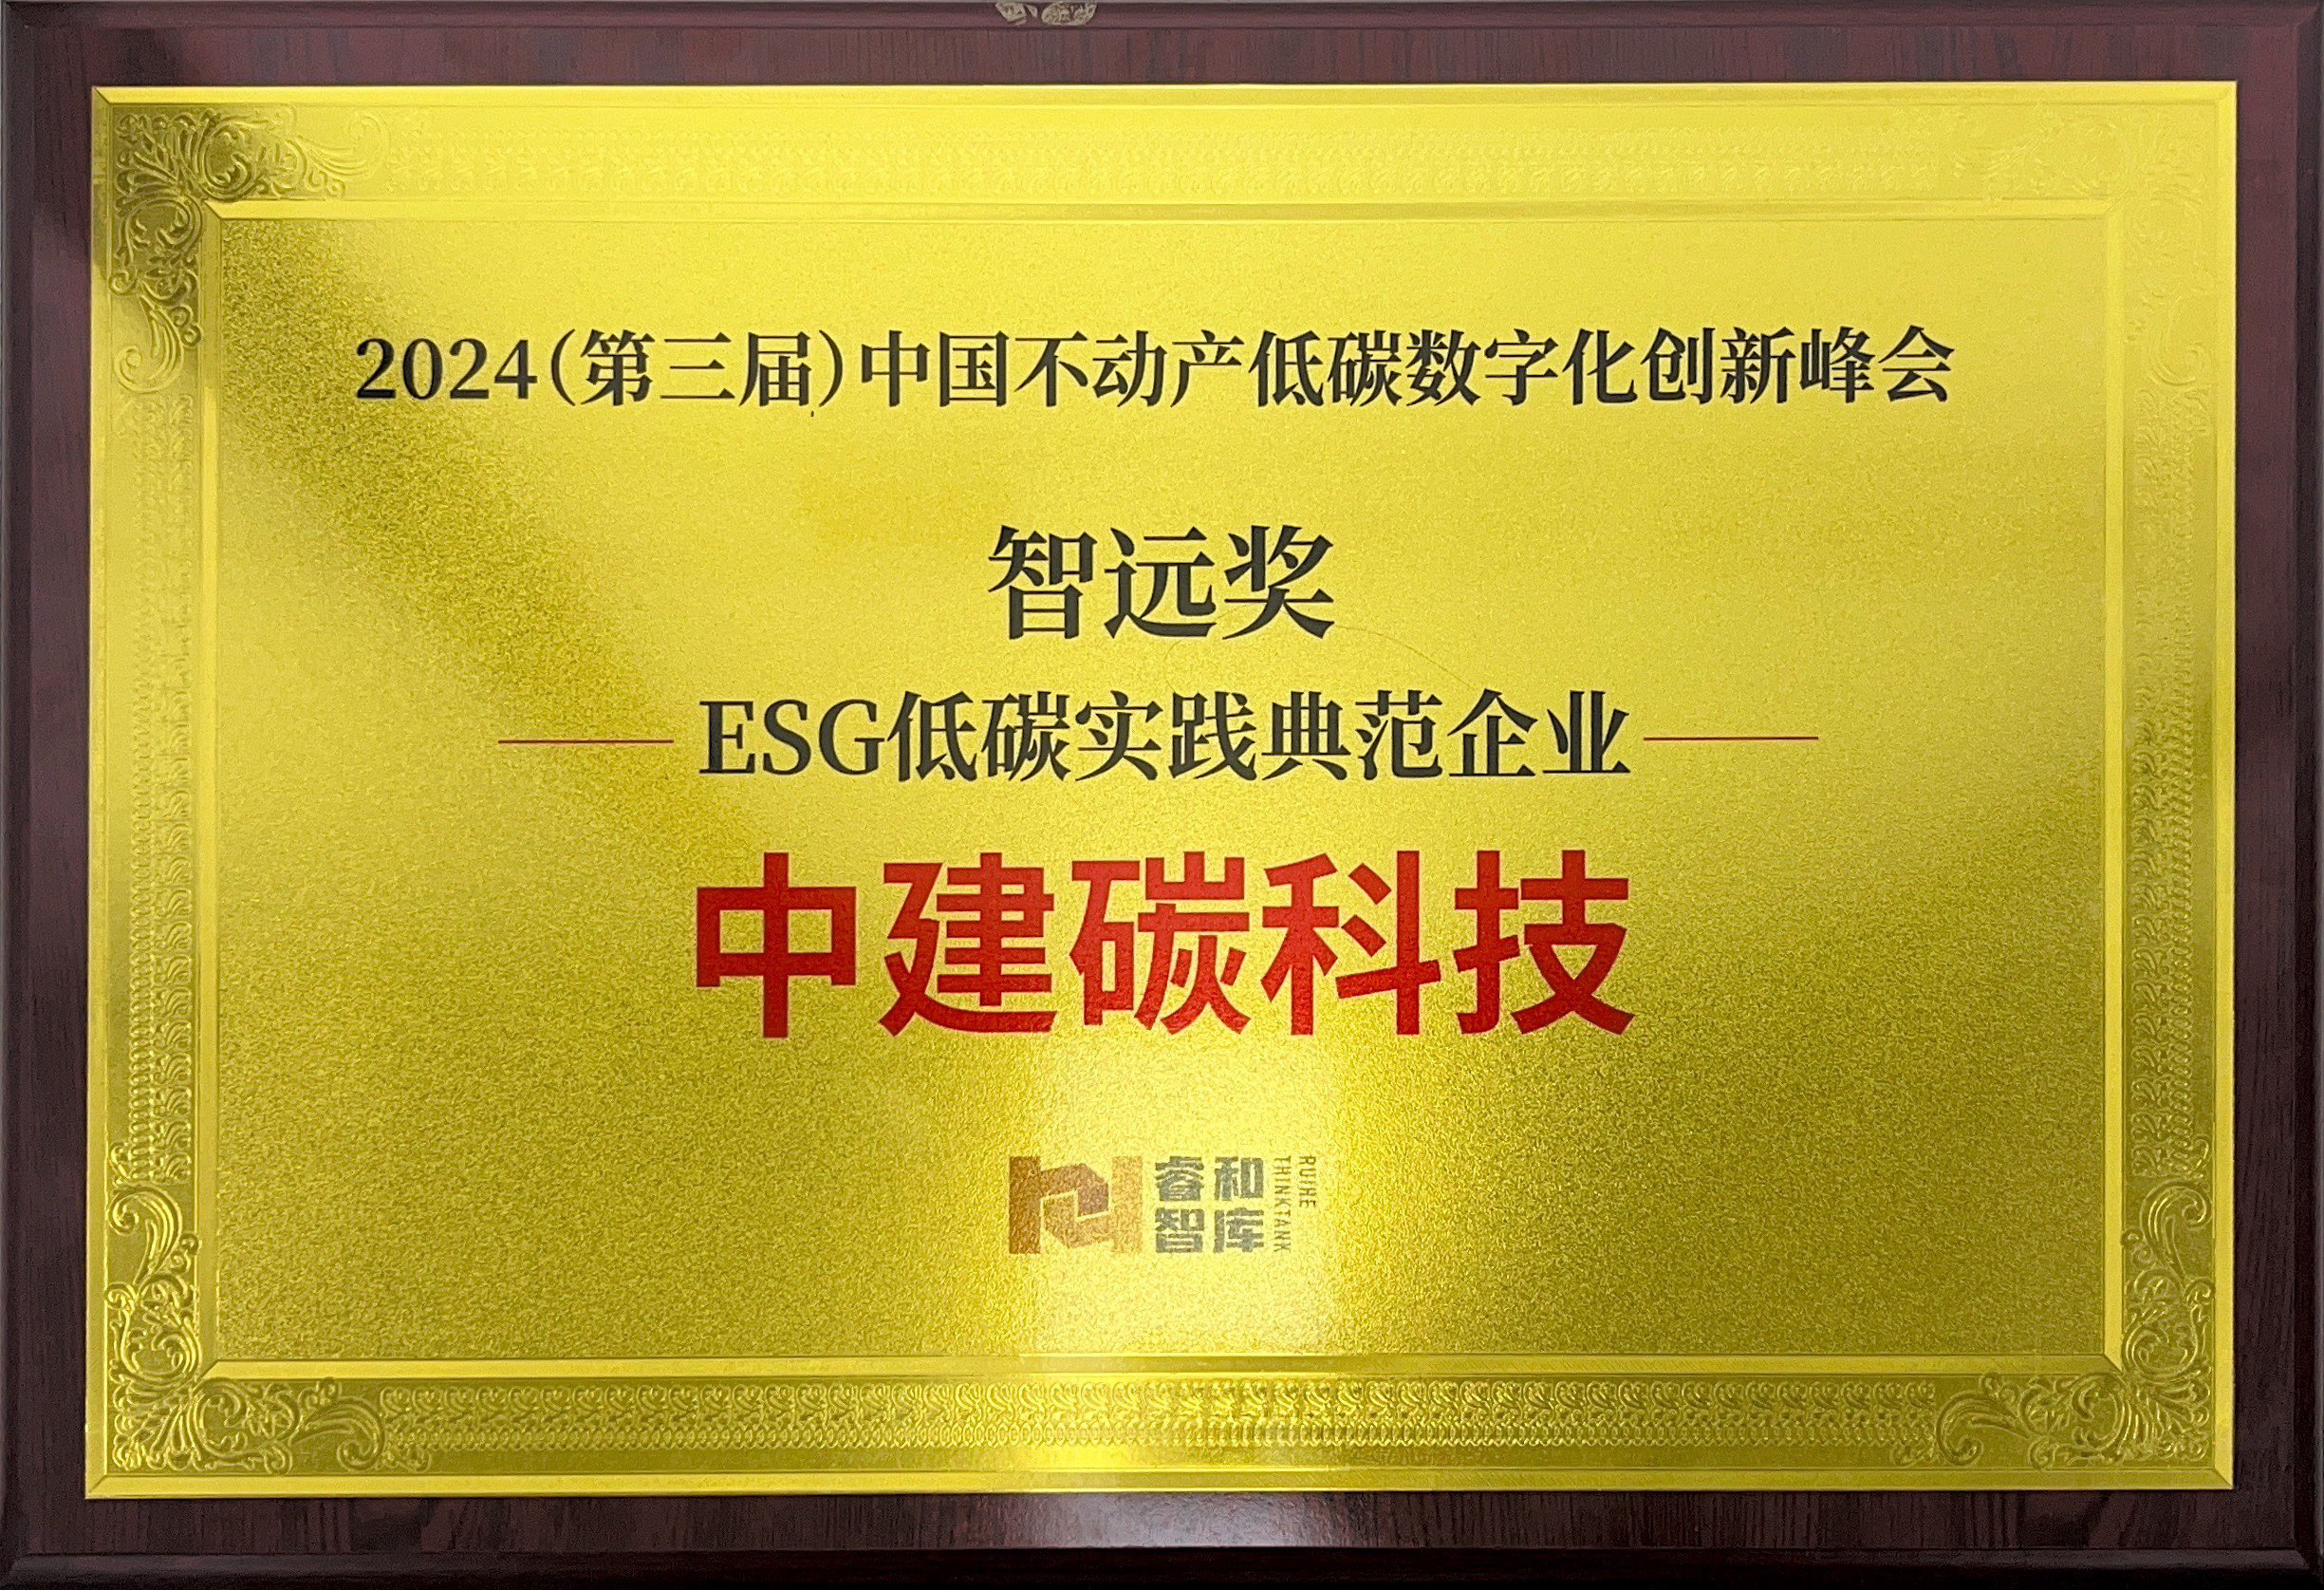 2024（第三届）中国不动产低碳数字化创新峰会
智远奖
ESG低碳实践典范企业
中建碳科技
睿和
智库
RUIHE
THINKTANK